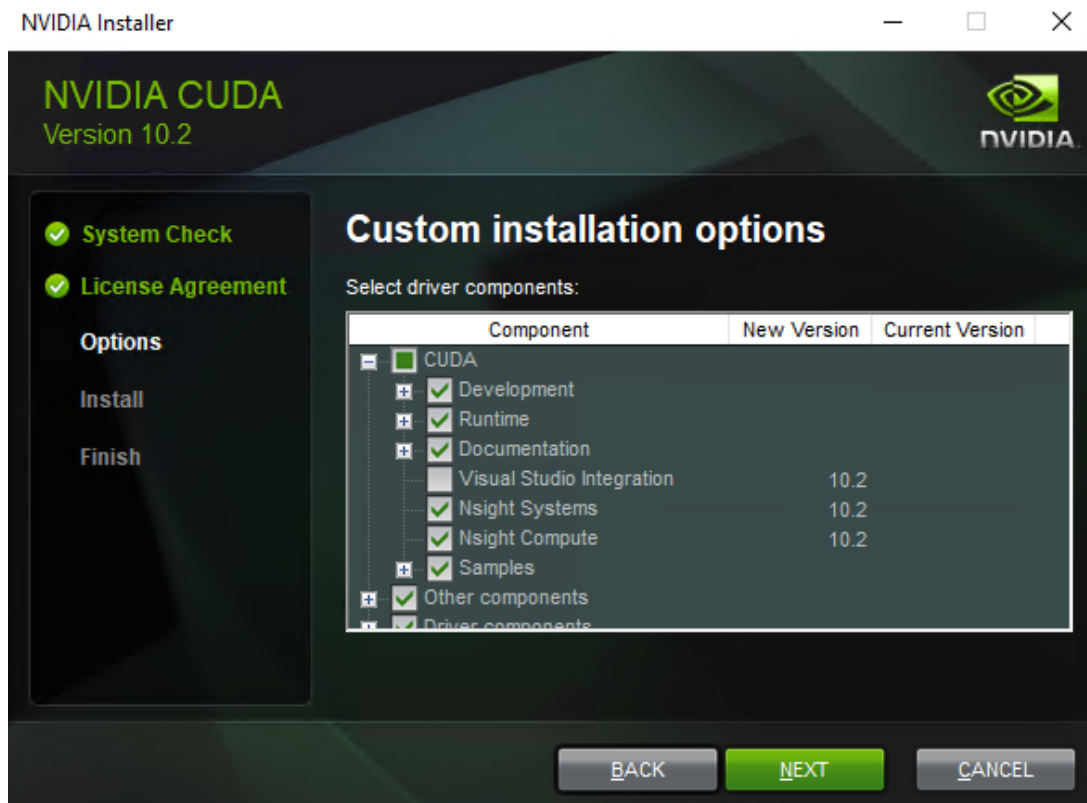 NVIDIA Installer
NVIDIA CUDA
Version 10.2
NVIDIA
System Check
License Agreement
Options
Install
Finish
Custom installation options
Select driver components:
Component New Version Current Version
CUDA
Development
Runtime
Documentation
Visual Studio Integration 10.2
Nsight Systems 10.2
Nsight Compute 10.2
Samples
Other components
Driver components
BACK NEXT CANCEL